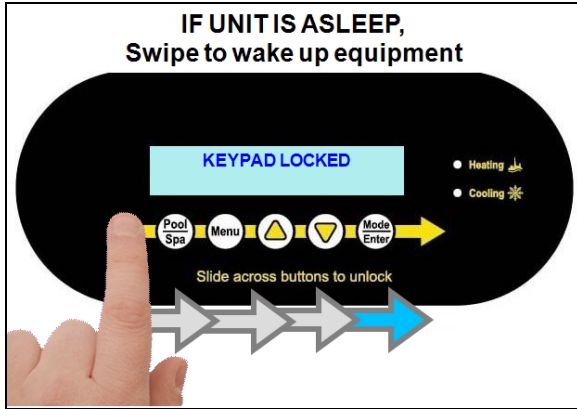 IF UNIT IS ASLEEP,
Swipe to wake up equipment
KEYPAD LOCKED
Heating
Cooling
Pool
Spa
Menu
Mode
Enter
Slide across buttons to unlock